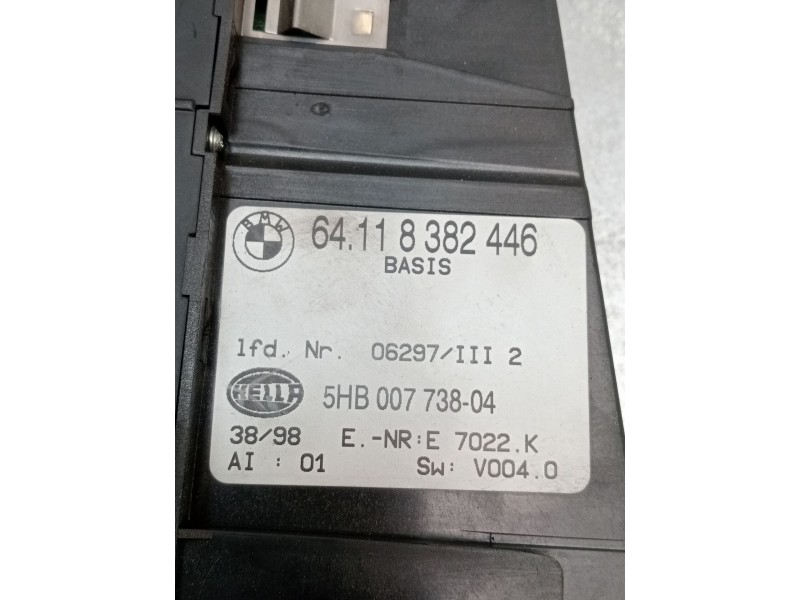 BMW
64.11 8 382 446
BASIS
lfd. Nr. 06297/III 2
HELLA
5HB 007 738-04
38/98 E.-NR:E 7022.K
AI : 01 Sw: V004.0